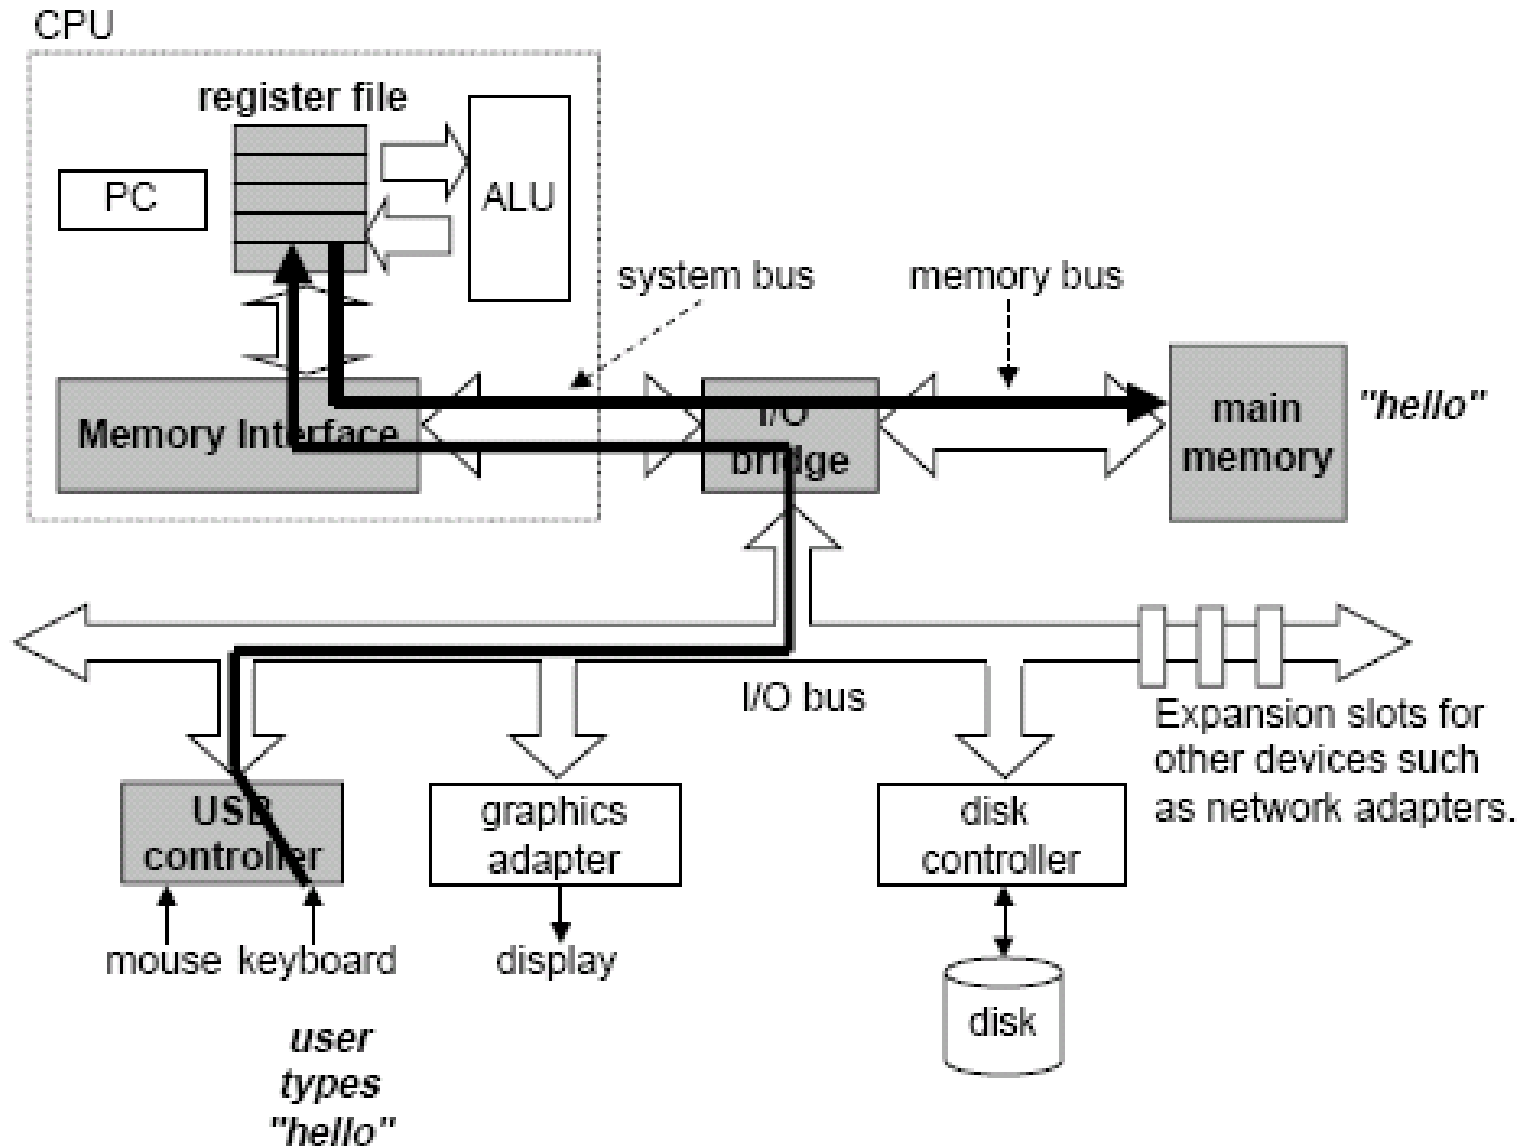 CPU
register file
PC
ALU
system bus
memory bus
Memory Interface
I/O
bridge
main
memory
"hello"
I/O bus
Expansion slots for
other devices such
as network adapters.
USB
controller
graphics
adapter
disk
controller
mouse
keyboard
display
disk
user
types
"hello"